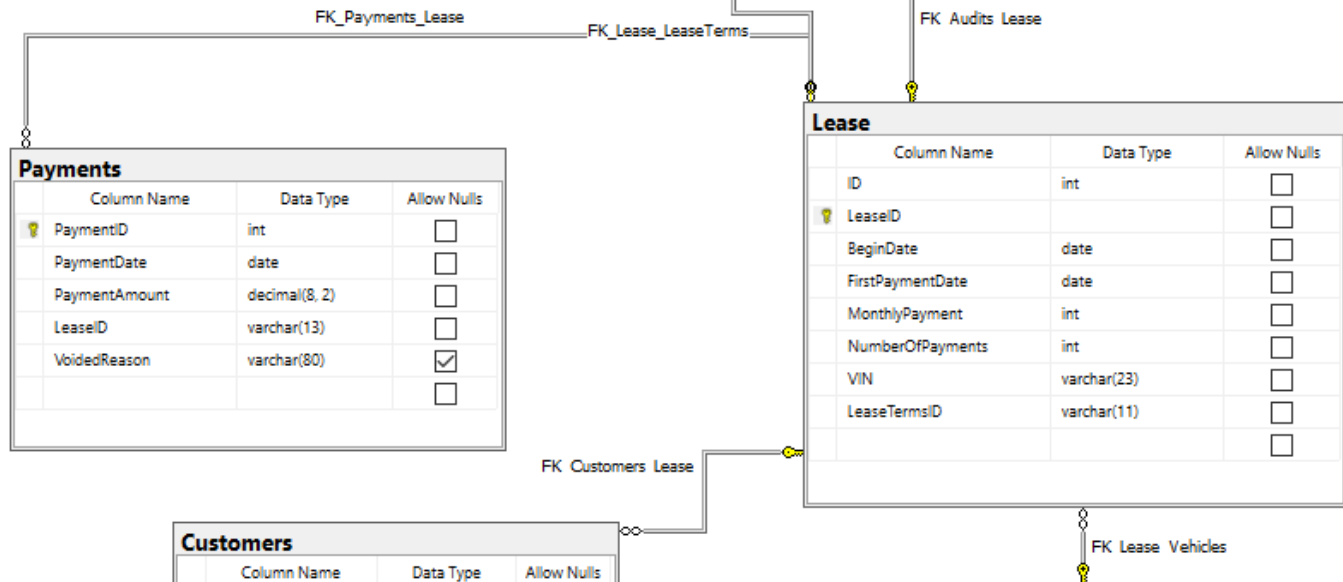 FK_Payments_Lease
FK_Lease_LeaseTerms
FK Audits Lease
Payments
Column Name Data Type Allow Nulls
PaymentID int
PaymentDate date
PaymentAmount decimal(8, 2)
LeaseID varchar(13)
VoidedReason varchar(80)
Lease
Column Name Data Type Allow Nulls
ID int
LeaseID
BeginDate date
FirstPaymentDate date
MonthlyPayment int
NumberOfPayments int
VIN varchar(23)
LeaseTermsID varchar(11)
FK Customers Lease
Customers
Column Name Data Type Allow Nulls
FK Lease Vehicles